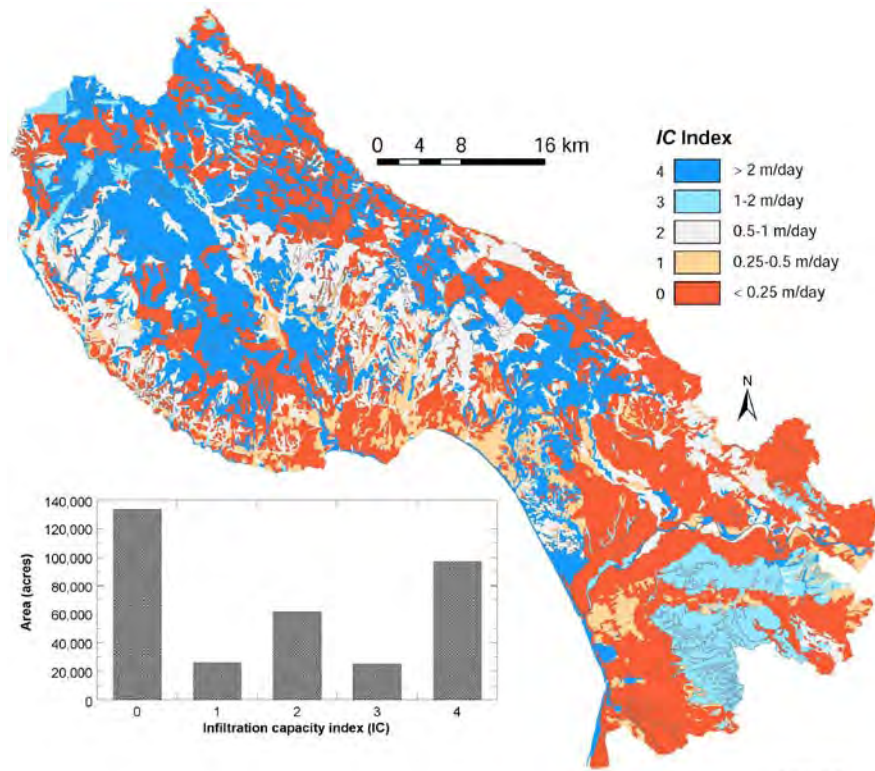 0 4 8 16 km
IC Index
4 > 2 m/day
3 1-2 m/day
2 0.5-1 m/day
1 0.25-0.5 m/day
0 < 0.25 m/day
N
140,000
120,000
100,000
80,000
60,000
40,000
20,000
0
Area (acres)
0 1 2 3 4
Infiltration capacity index (IC)